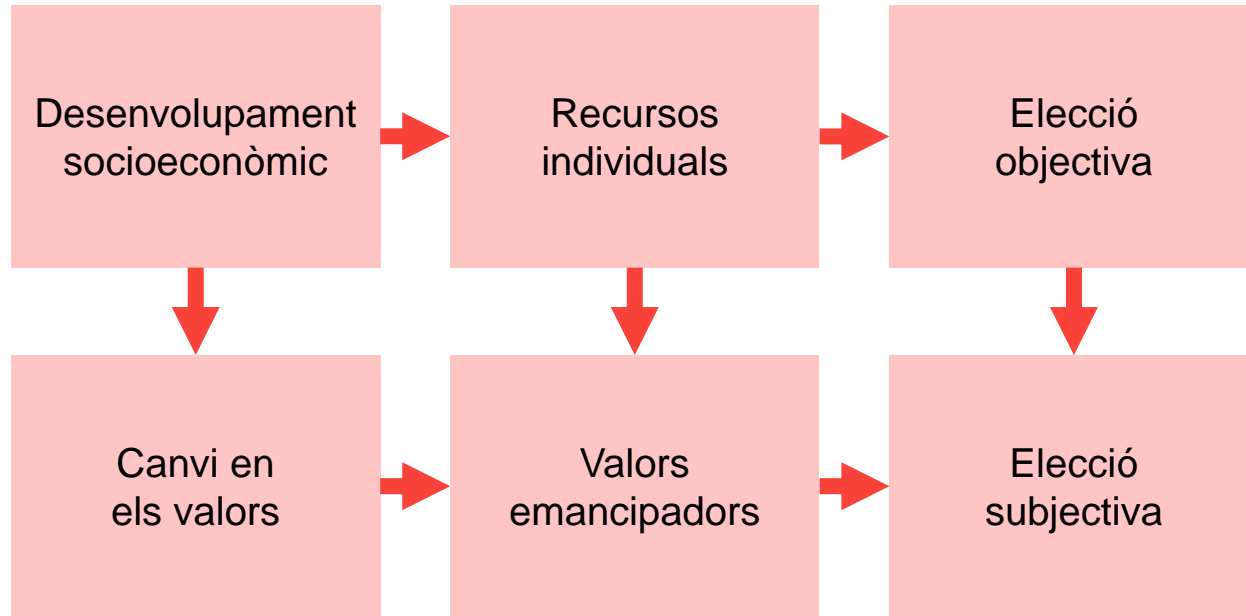 Desenvolupament
socioeconòmic
Recursos
individuals
Elecció
objectiva
Canvi en
els valors
Valors
emancipadors
Elecció
subjectiva